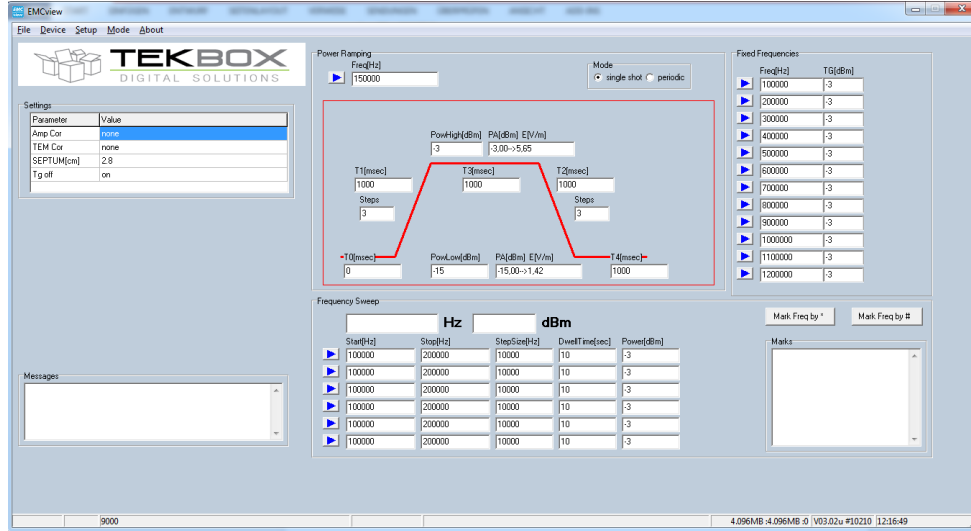 EMCview
File Device Setup Mode About
TEKBOX
DIGITAL SOLUTIONS
Settings
Parameter Value
Amp Cor none
TEM Cor none
SEPTUM[cm] 2.8
Tg off on
Messages
Power Ramping
Freq[Hz]
150000
Mode
single shot periodic
PowHigh[dBm] PA[dBm] E[V/m]
-3 -3,00-->5,65
T1[msec] T3[msec] T2[msec]
1000 1000 1000
Steps Steps
3 3
T0[msec] PowLow[dBm] PA[dBm] E[V/m] T4[msec]
0 -15 -15,00-->1,42 1000
Fixed Frequencies
Freq[Hz] TG[dBm]
100000 -3
200000 -3
300000 -3
400000 -3
500000 -3
600000 -3
700000 -3
800000 -3
900000 -3
1000000 -3
1100000 -3
1200000 -3
Frequency Sweep
Hz dBm
Start[Hz] Stop[Hz] StepSize[Hz] DwellTime[sec] Power[dBm]
100000 200000 10000 10 -3
100000 200000 10000 10 -3
100000 200000 10000 10 -3
100000 200000 10000 10 -3
100000 200000 10000 10 -3
100000 200000 10000 10 -3
Mark Freq by * Mark Freq by #
Marks
9000 4.096MB :4.096MB :0 V03.02u #10210 12:16:49